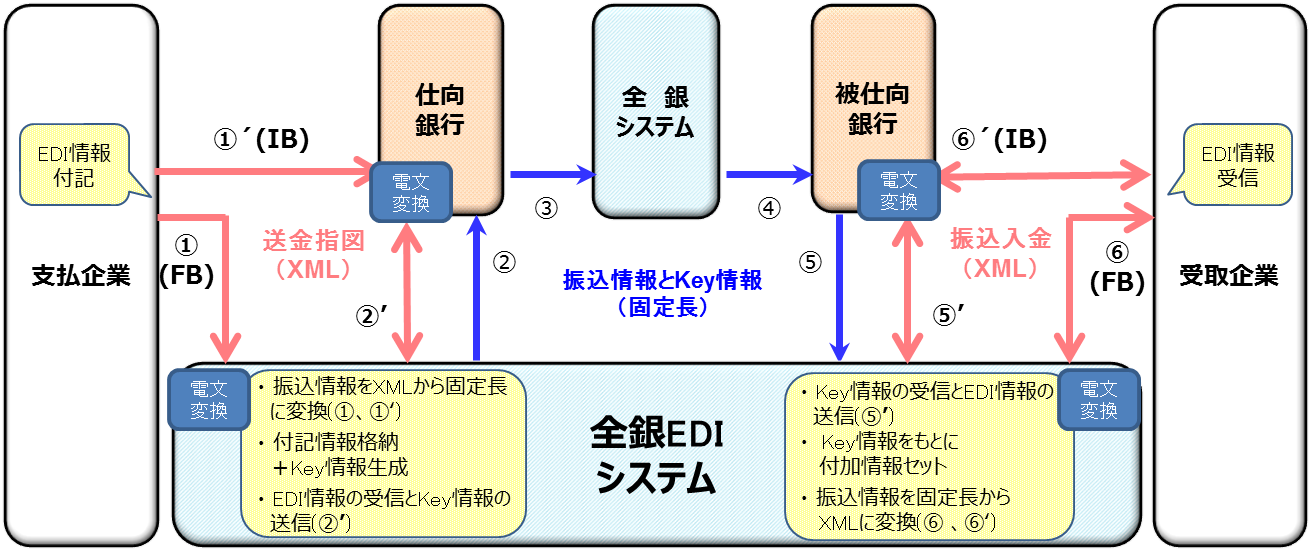 支払企業
EDI情報
付記
①´(IB)
①
(FB)
送金指図
（XML）
仕向
銀行
電文
変換
②
②′
③
全　銀
システム
④
振込情報とKey情報
（固定長）
被仕向
銀行
電文
変換
⑤
⑤′
⑥´(IB)
振込入金
（XML）
⑥
(FB)
EDI情報
受信
受取企業
電文
変換
・振込情報をXMLから固定長
に変換(①、①‘)
・付記情報格納
＋Key情報生成
・EDI情報の受信とKey情報の
送信(②′)
全銀EDI
システム
・Key情報の受信とEDI情報の
送信(⑤′)
・Key情報をもとに
付加情報セット
・振込情報を固定長から
XMLに変換(⑥、⑥‘)
電文
変換